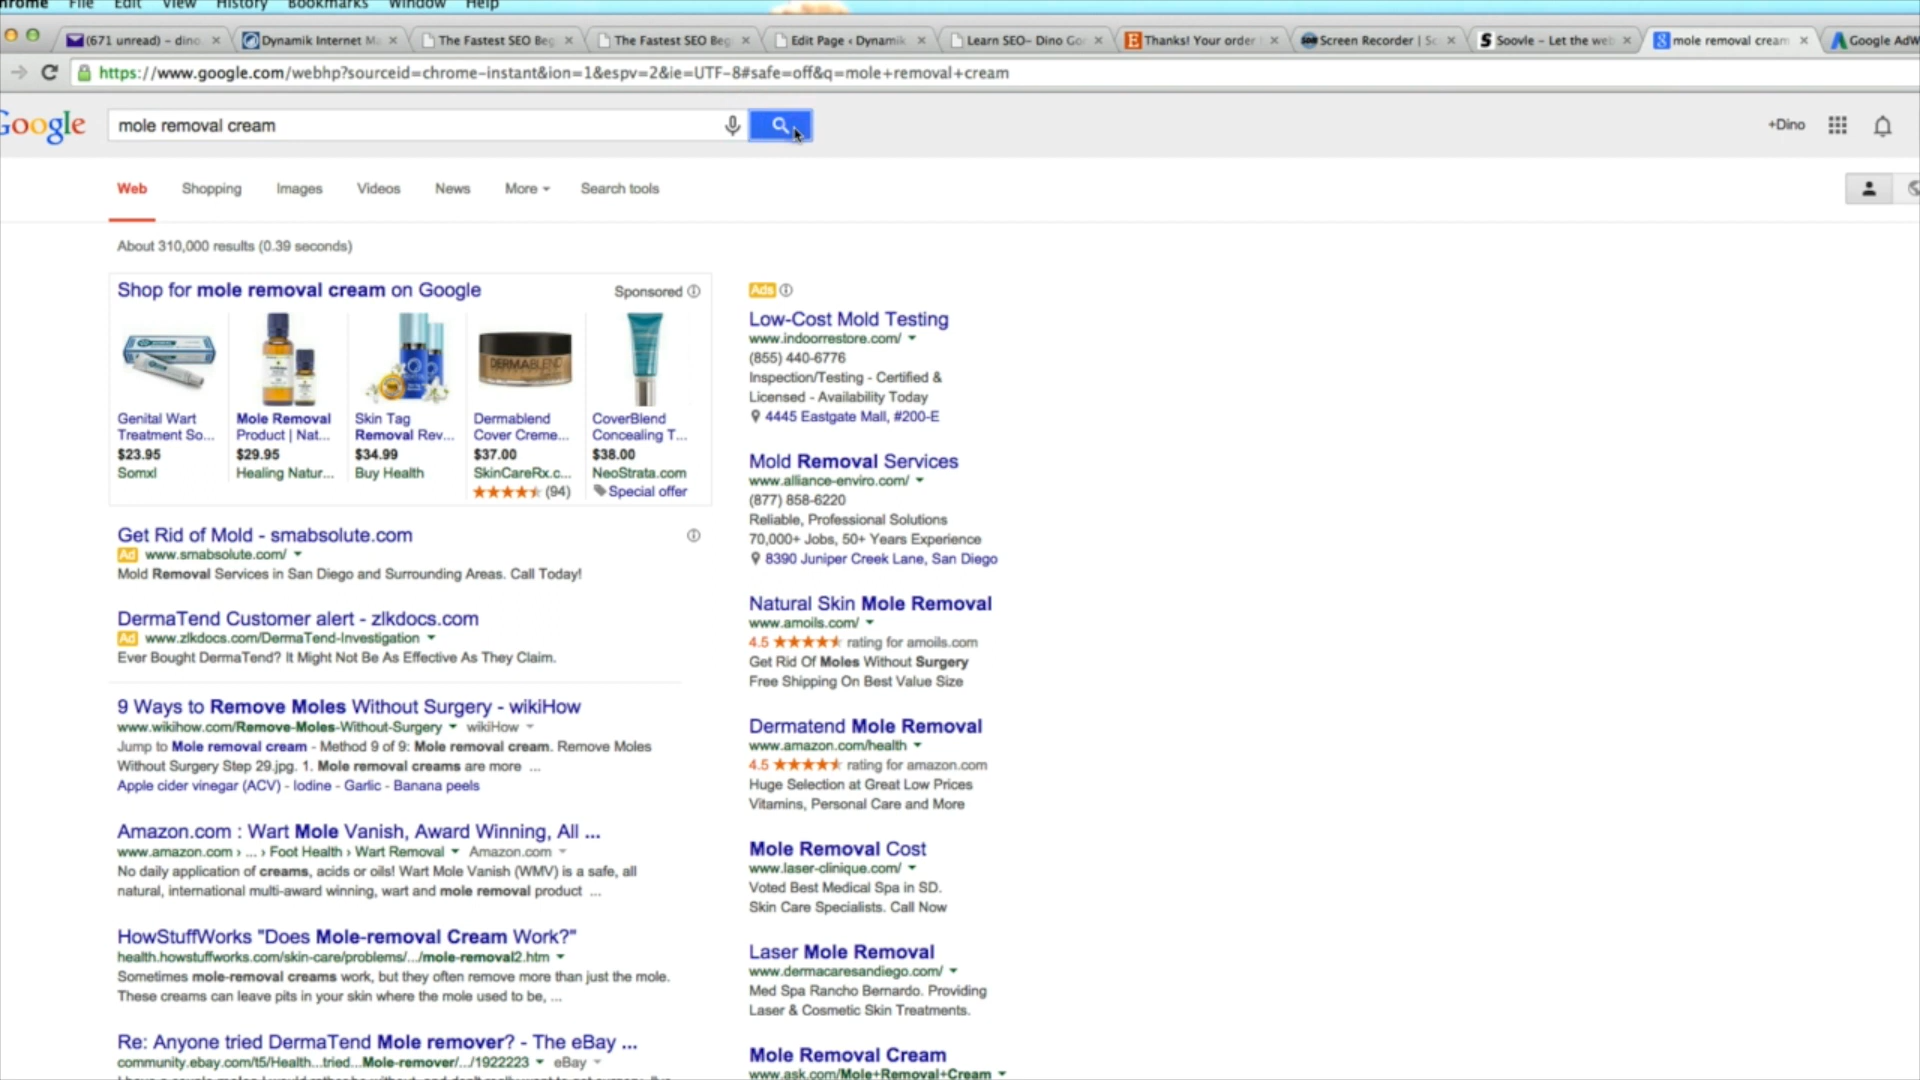 hrome File Edit View History Bookmarks Window Help
(671 unread) - dino. Dynamik Internet Ma The Fastest SEO Beg The Fastest SEO Beg Edit Page ‹ Dynamik Learn SEO- Dino Go Thanks! Your order Screen Recorder | Sc Soovle - Let the web mole removal cream Google AdW
https://www.google.com/webhp?sourceid=chrome-instant&ion=1&espv=2&ie=UTF-8#safe=off&q=mole+removal+cream
Google mole removal cream +Dino
Web Shopping Images Videos News More Search tools
About 310,000 results (0.39 seconds)
Shop for mole removal cream on Google Sponsored
DERMABLEND
Genital Wart
Treatment So...
$23.95
Somxl
Mole Removal
Product | Nat...
$29.95
Healing Natur...
Skin Tag
Removal Rev...
$34.99
Buy Health
Dermablend
Cover Creme...
$37.00
SkinCareRx.c...
(94)
CoverBlend
Concealing T...
$38.00
NeoStrata.com
Special offer
Get Rid of Mold - smabsolute.com
Ad www.smabsolute.com/
Mold Removal Services in San Diego and Surrounding Areas. Call Today!
DermaTend Customer alert - zlkdocs.com
Ad www.zlkdocs.com/DermaTend-Investigation
Ever Bought DermaTend? It Might Not Be As Effective As They Claim.
9 Ways to Remove Moles Without Surgery - wikiHow
www.wikihow.com/Remove-Moles-Without-Surgery wikiHow
Jump to Mole removal cream - Method 9 of 9: Mole removal cream. Remove Moles
Without Surgery Step 29.jpg. 1. Mole removal creams are more ...
Apple cider vinegar (ACV) - Iodine - Garlic - Banana peels
Amazon.com : Wart Mole Vanish, Award Winning, All ...
www.amazon.com › ... › Foot Health › Wart Removal Amazon.com
No daily application of creams, acids or oils! Wart Mole Vanish (WMV) is a safe, all
natural, international multi-award winning, wart and mole removal product ...
HowStuffWorks "Does Mole-removal Cream Work?"
health.howstuffworks.com/skin-care/problems/.../mole-removal2.htm
Sometimes mole-removal creams work, but they often remove more than just the mole.
These creams can leave pits in your skin where the mole used to be, ...
Re: Anyone tried DermaTend Mole remover? - The eBay ...
community.ebay.com/t5/Health...tried...Mole-remover/.../1922223 eBay
Ads
Low-Cost Mold Testing
www.indoorrestore.com/
(855) 440-6776
Inspection/Testing - Certified &
Licensed - Availability Today
4445 Eastgate Mall, #200-E
Mold Removal Services
www.alliance-enviro.com/
(877) 858-6220
Reliable, Professional Solutions
70,000+ Jobs, 50+ Years Experience
8390 Juniper Creek Lane, San Diego
Natural Skin Mole Removal
www.amoils.com/
4.5 rating for amoils.com
Get Rid Of Moles Without Surgery
Free Shipping On Best Value Size
Dermatend Mole Removal
www.amazon.com/health
4.5 rating for amazon.com
Huge Selection at Great Low Prices
Vitamins, Personal Care and More
Mole Removal Cost
www.laser-clinique.com/
Voted Best Medical Spa in SD.
Skin Care Specialists. Call Now
Laser Mole Removal
www.dermacaresandiego.com/
Med Spa Rancho Bernardo. Providing
Laser & Cosmetic Skin Treatments.
Mole Removal Cream
www.ask.com/Mole+Removal+Cream